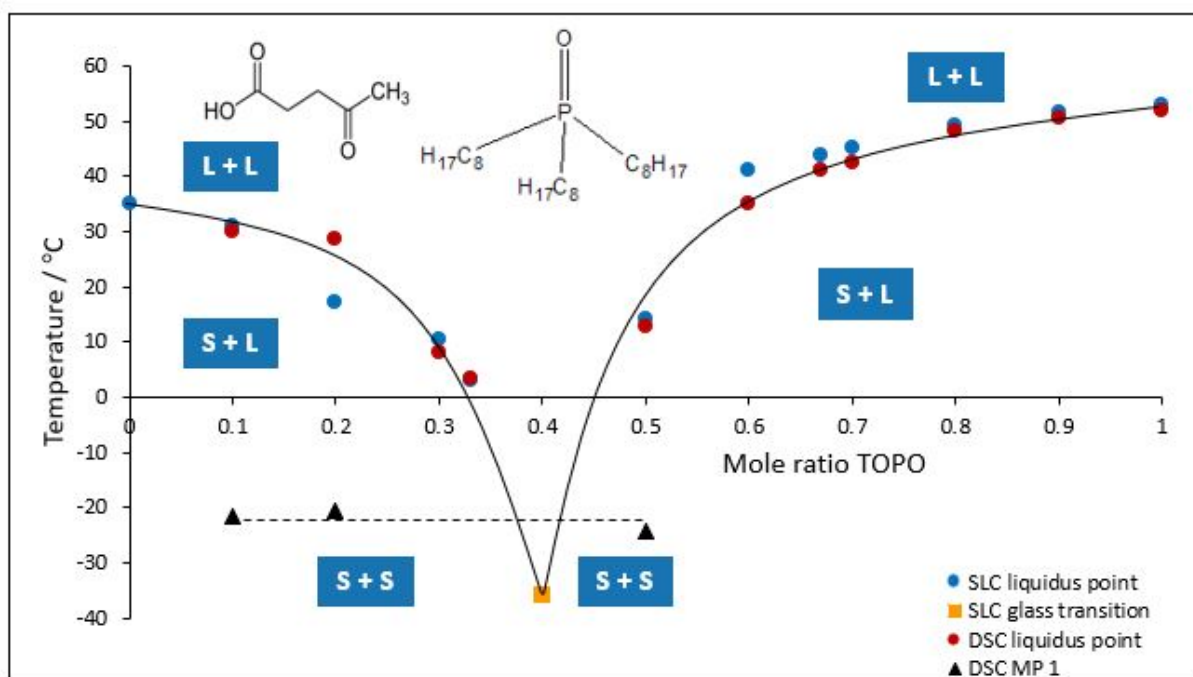 Temperature / °C
60
50
40
30
20
10
0
-10
-20
-30
-40
0
0.1
0.2
0.3
0.4
0.5
0.6
0.7
0.8
0.9
1
Mole ratio TOPO
O
HO
CH3
O
O
P
H17C8
H17C8
C8H17
L + L
L + L
S + L
S + L
S + S
S + S
SLC liquidus point
SLC glass transition
DSC liquidus point
DSC MP 1